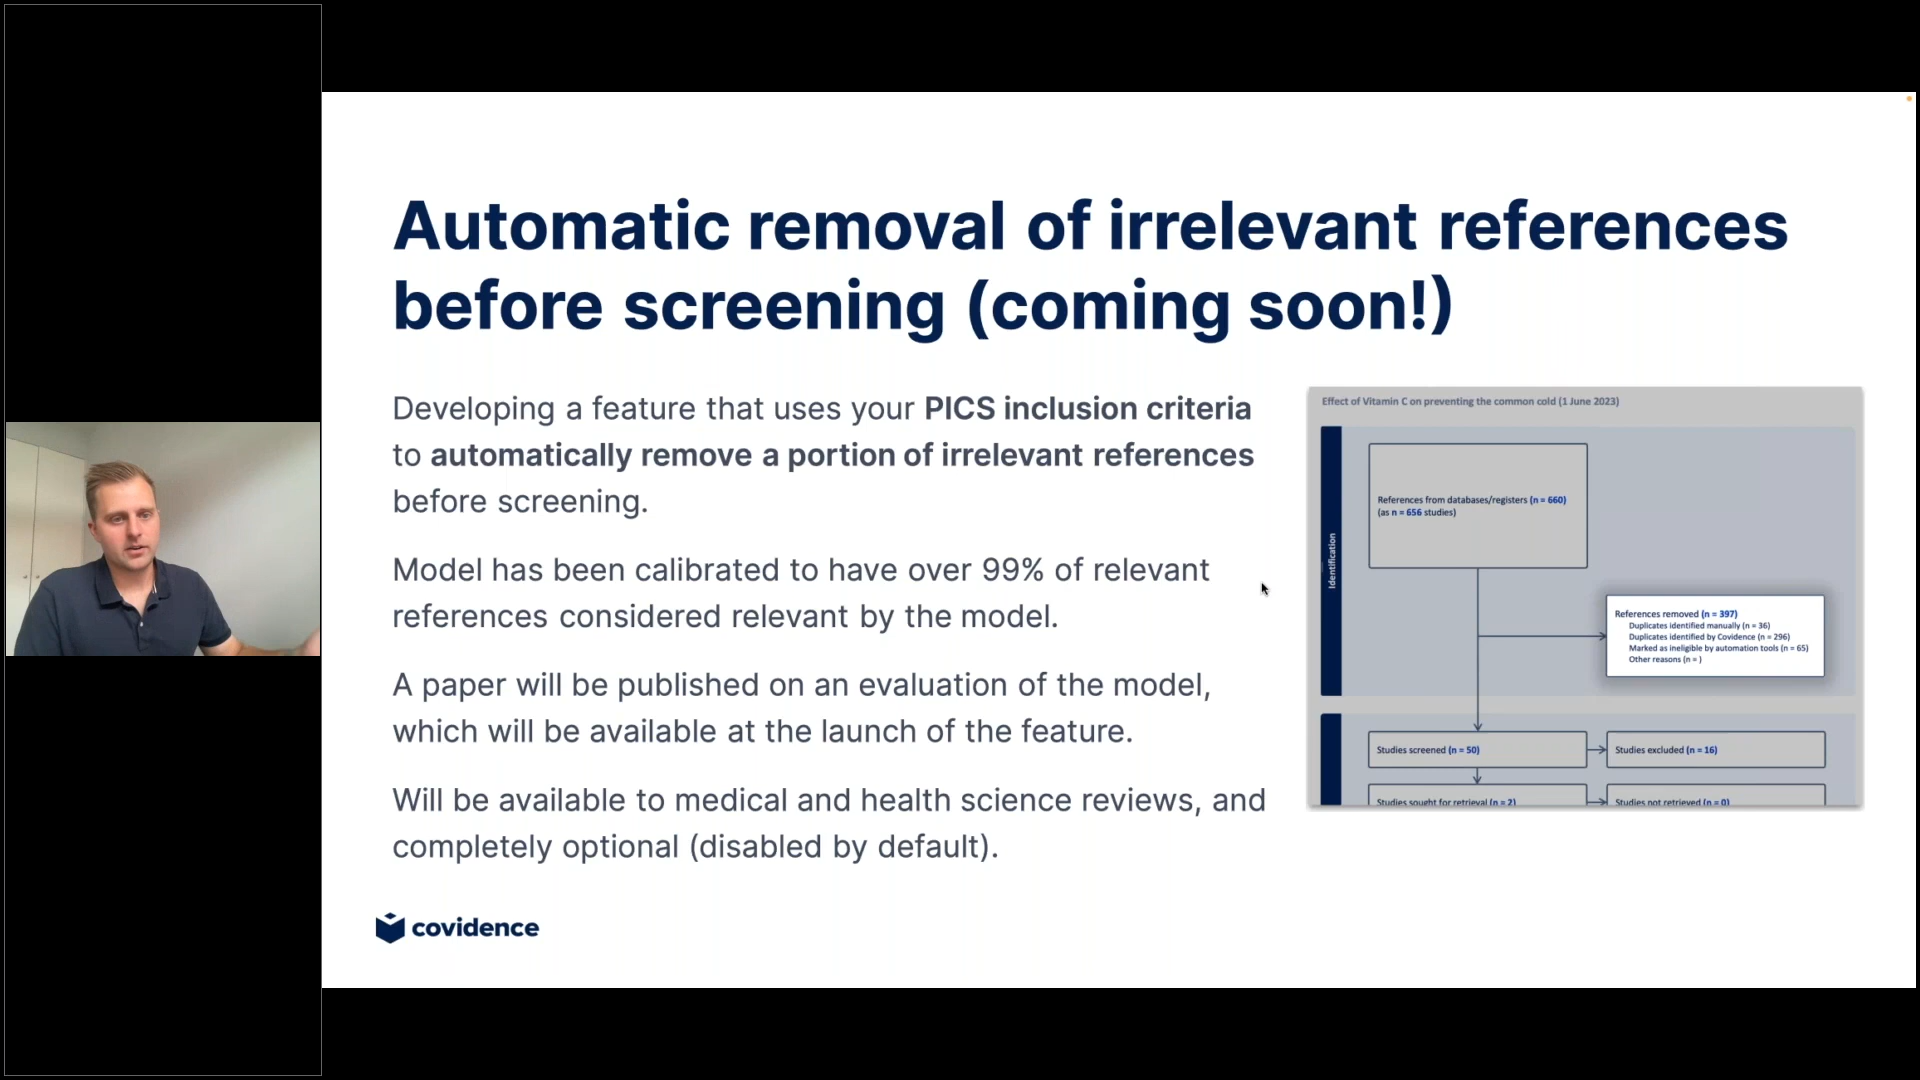 Automatic removal of irrelevant references
before screening (coming soon!)
Developing a feature that uses your PICS inclusion criteria
to automatically remove a portion of irrelevant references
before screening.
Model has been calibrated to have over 99% of relevant
references considered relevant by the model.
A paper will be published on an evaluation of the model,
which will be available at the launch of the feature.
Will be available to medical and health science reviews, and
completely optional (disabled by default).
covidence
Effect of Vitamin C on preventing the common cold (1 June 2023)
Identification
References from databases/registers (n = 660)
(as n = 656 studies)
References removed (n = 397)
Duplicates identified manually (n = 36)
Duplicates identified by Covidence (n = 296)
Marked as ineligible by automation tools (n = 65)
Other reasons (n = )
Studies screened (n = 50)
Studies excluded (n = 16)
Studies sought for retrieval (n = 2)
Studies not retrieved (n = 0)